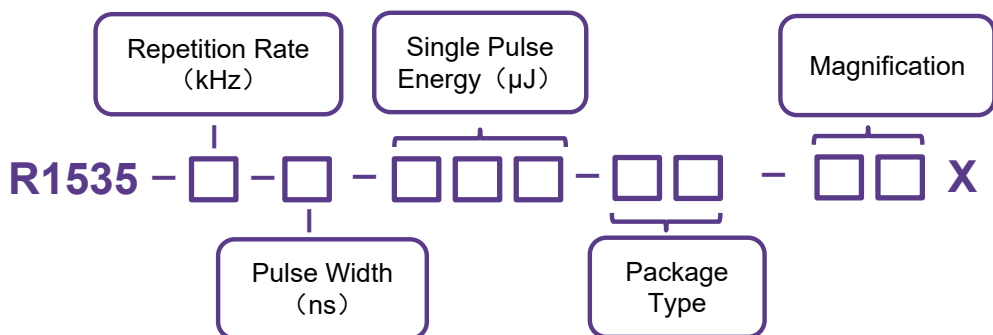 Repetition Rate
（kHz）
Single Pulse
Energy（µJ）
Magnification
R1535 – □ – □ – □□□ – □□ – □□ X
Pulse Width
（ns）
Package
Type